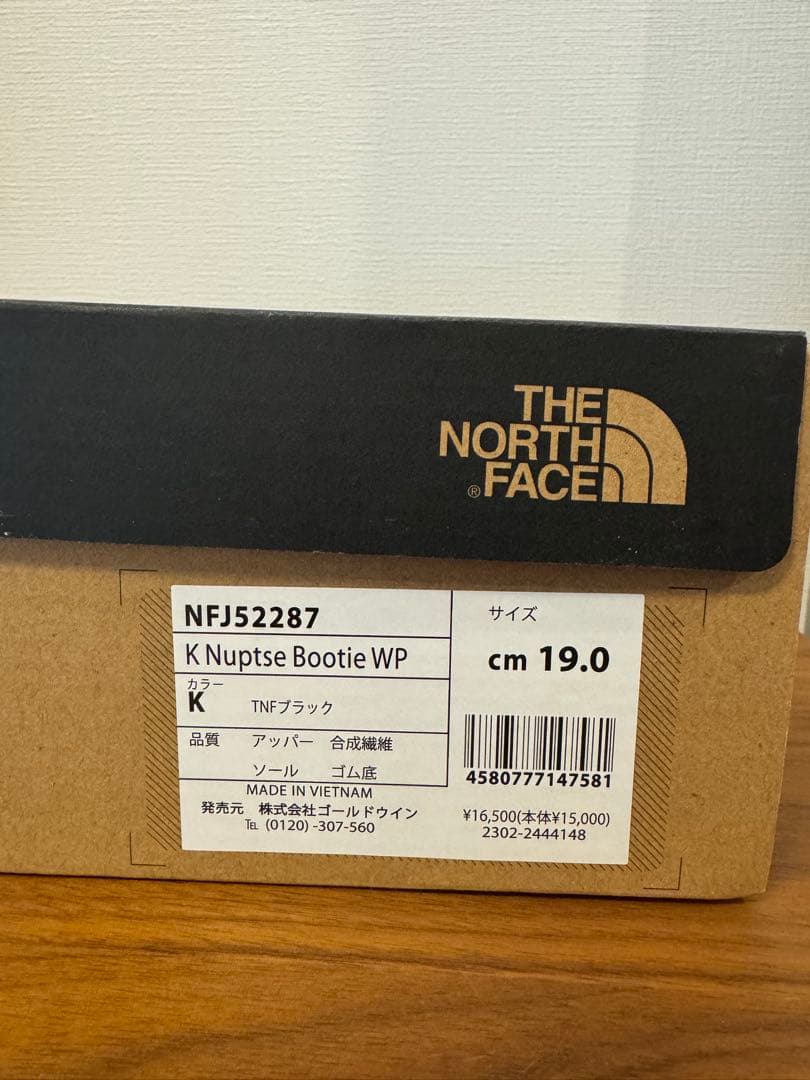 THE
NORTH
® FACE
NFJ52287
K Nuptse Bootie WP
カラー
K TNFブラック
品質 アッパー 合成繊維
ソール ゴム底
MADE IN VIETNAM
発売元 株式会社ゴールドウイン
TEL (0120) -307-560
サイズ
cm 19.0
4580777147581
¥16,500(本体¥15,000)
2302-2444148